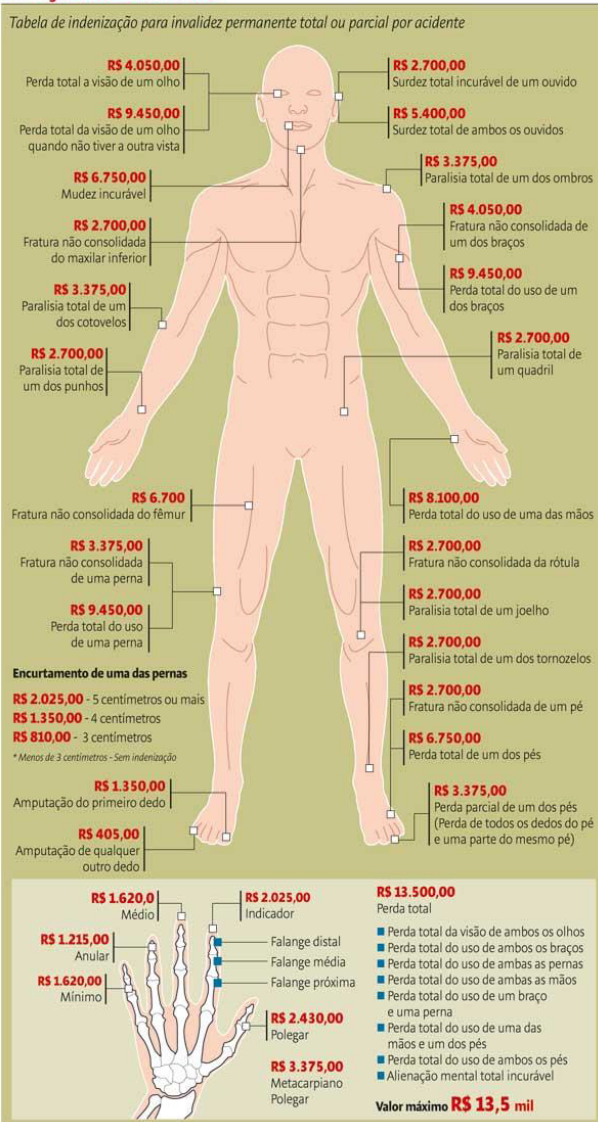 Tabela de indenização para invalidez permanente total ou parcial por acidente
R$ 4.050,00
Perda total a visão de um olho
R$ 9.450,00
Perda total da visão de um olho
quando não tiver a outra vista
R$ 6.750,00
Mudez incurável
R$ 2.700,00
Fratura não consolidada
do maxilar inferior
R$ 3.375,00
Paralisia total de um
dos cotovelos
R$ 2.700,00
Paralisia total de
um dos punhos
R$ 2.700,00
Surdez total incurável de um ouvido
R$ 5.400,00
Surdez total de ambos os ouvidos
R$ 3.375,00
Paralisia total de um dos ombros
R$ 4.050,00
Fratura não consolidada de
um dos braços
R$ 9.450,00
Perda total do uso de um
dos braços
R$ 2.700,00
Paralisia total de
um quadril
R$ 6.700
Fratura não consolidada do fêmur
R$ 3.375,00
Fratura não consolidada
de uma perna
R$ 9.450,00
Perda total do uso
de uma perna
Encurtamento de uma das pernas
R$ 2.025,00 - 5 centímetros ou mais
R$ 1.350,00 - 4 centímetros
R$ 810,00 - 3 centímetros
* Menos de 3 centímetros - Sem indenização
R$ 1.350,00
Amputação do primeiro dedo
R$ 405,00
Amputação de qualquer
outro dedo
R$ 8.100,00
Perda total do uso de uma das mãos
R$ 2.700,00
Fratura não consolidada da rótula
R$ 2.700,00
Paralisia total de um joelho
R$ 2.700,00
Paralisia total de um dos tornozelos
R$ 2.700,00
Fratura não consolidada de um pé
R$ 6.750,00
Perda total de um dos pés
R$ 3.375,00
Perda parcial de um dos pés
(Perda de todos os dedos do pé
e uma parte do mesmo pé)
R$ 1.620,0
Médio
R$ 2.025,00
Indicador
R$ 1.215,00
Anular
R$ 1.620,00
Mínimo
Falange distal
Falange média
Falange próxima
R$ 2.430,00
Polegar
R$ 3.375,00
Metacarpiano
Polegar
R$ 13.500,00
Perda total
Perda total da visão de ambos os olhos
Perda total do uso de ambos os braços
Perda total do uso de ambas as pernas
Perda total do uso de ambas as mãos
Perda total do uso de um braço
e uma perna
Perda total do uso de uma das
mãos e um dos pés
Perda total do uso de ambos os pés
Alienação mental total incurável
Valor máximo R$ 13,5 mil